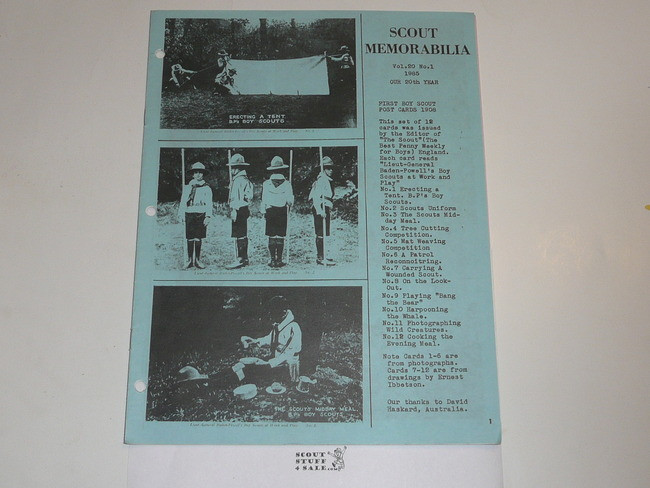 SCOUT
MEMORABILIA
Vol.20 No.1
1985
OUR 20th YEAR
FIRST BOY SCOUT
POST CARDS 1908
This set of 12
cards was issued
by the Editor of
"The Scout"(The
Best Penny Weekly
for Boys) England.
Each card reads
"Lieut-General
Baden-Powell's Boy
Scouts at Work and
Play"
No.1 Erecting a
Tent. B.P's Boy
Scouts.
No.2 Scouts Uniform
No.3 The Scouts Mid-
day Meal.
No.4 Tree Cutting
Competition.
No.5 Mat Weaving
Competition
No.6 A Patrol
Reconnoitring.
No.7 Carrying A
Wounded Scout.
No.8 On the Look-
Out.
No.9 Playing "Bang
the Bear"
No.10 Harpooning
the Whale.
No.11 Photographing
Wild Creatures.
No.12 Cooking the
Evening Meal.
Note Cards 1-6 are
from photographs.
Cards 7-12 are from
drawings by Ernest
Ibbetson.
Our thanks to David
Haskard, Australia.
1
ERECTING A TENT.
B.P's BOY SCOUTS.
THE SCOUTS MIDDAY MEAL.
B.P's BOY SCOUTS.
SCOUT
STUFF
4 SALE.COM